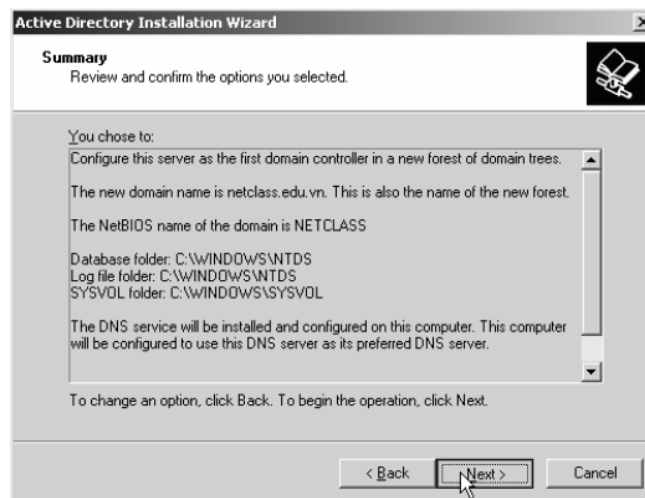 Active Directory Installation Wizard
Summary
Review and confirm the options you selected.
You chose to:
Configure this server as the first domain controller in a new forest of domain trees.
The new domain name is netclass.edu.vn. This is also the name of the new forest.
The NetBIOS name of the domain is NETCLASS
Database folder: C:\WINDOWS\NTDS
Log file folder: C:\WINDOWS\NTDS
SYSVOL folder: C:\WINDOWS\SYSVOL
The DNS service will be installed and configured on this computer. This computer
will be configured to use this DNS server as its preferred DNS server.
To change an option, click Back. To begin the operation, click Next.
< Back Next > Cancel